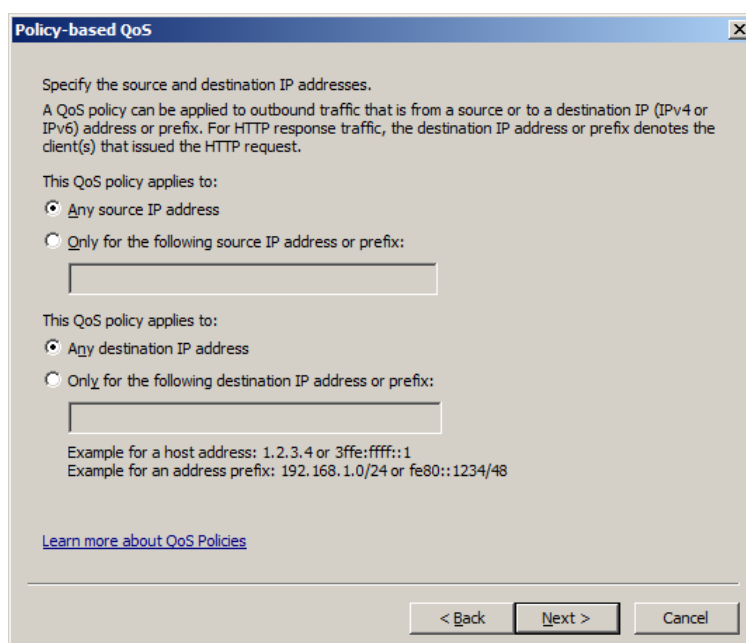 Policy-based QoS
Specify the source and destination IP addresses.
A QoS policy can be applied to outbound traffic that is from a source or to a destination IP (IPv4 or
IPv6) address or prefix. For HTTP response traffic, the destination IP address or prefix denotes the
client(s) that issued the HTTP request.
This QoS policy applies to:
Any source IP address
Only for the following source IP address or prefix:
This QoS policy applies to:
Any destination IP address
Only for the following destination IP address or prefix:
Example for a host address: 1.2.3.4 or 3ffe:ffff::1
Example for an address prefix: 192.168.1.0/24 or fe80::1234/48
Learn more about QoS Policies
< Back Next > Cancel